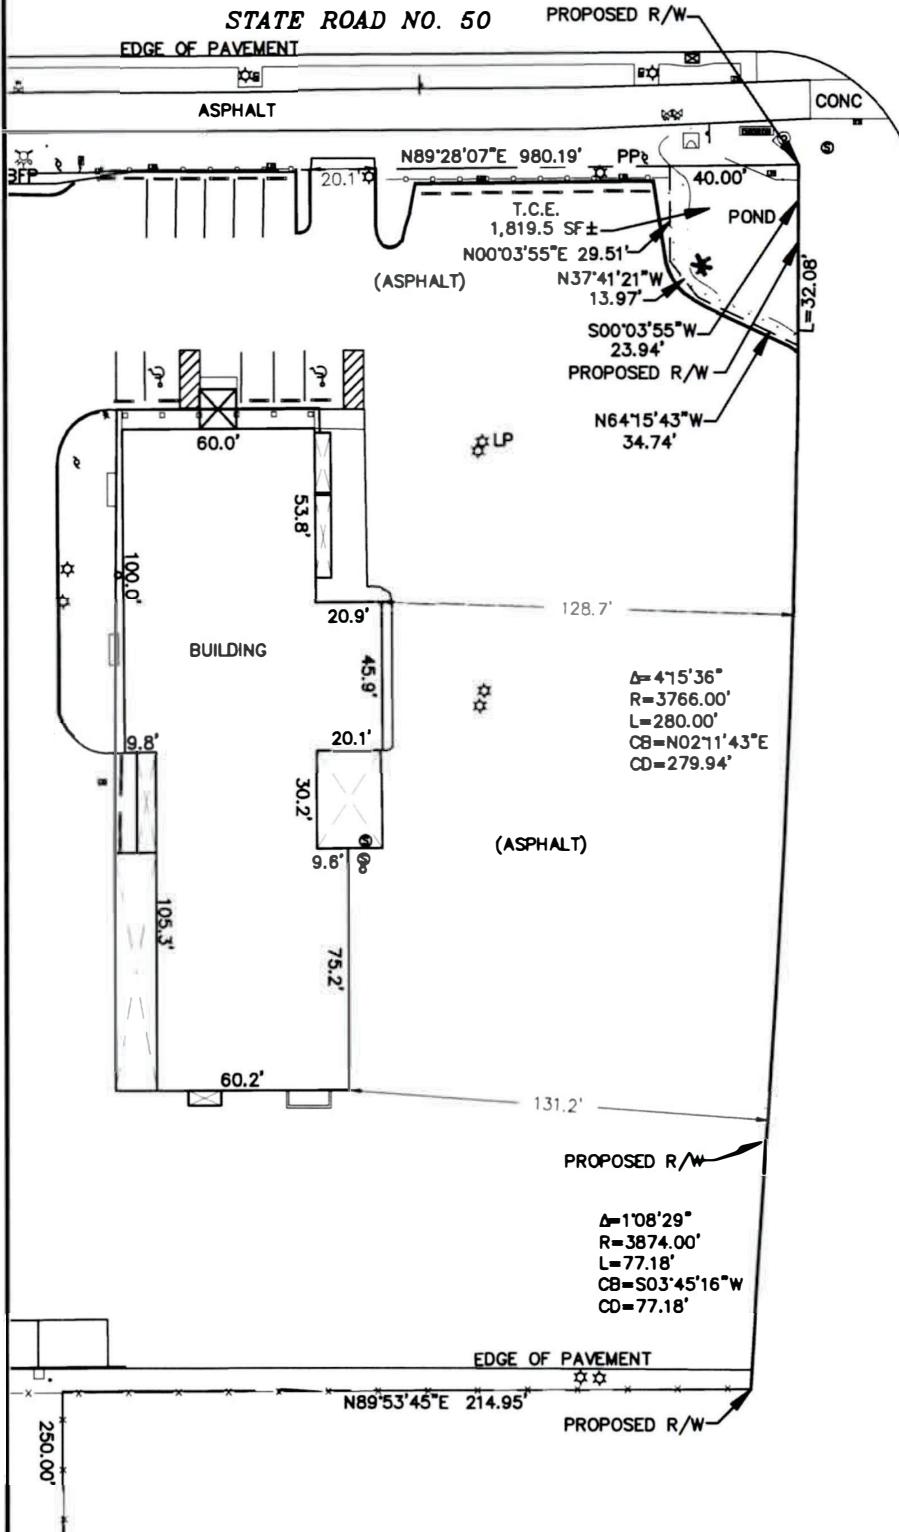 STATE ROAD NO. 50
PROPOSED R/W
EDGE OF PAVEMENT
ASPHALT
CONC
BFP
20.1'
N89°28'07"E 980.19'
PP
40.00'
T.C.E.
1,819.5 SF±
POND
N00°03'55"E 29.51'
(ASPHALT)
N37°41'21"W
13.97'
L=32.08'
S00°03'55"W
23.94'
PROPOSED R/W
N64°15'43"W
34.74'
60.0'
LP
53.8'
100.0'
20.9'
128.7'
BUILDING
45.9'
Δ=4°15'36"
R=3766.00'
L=280.00'
CB=N02°11'43"E
CD=279.94'
9.8'
20.1'
30.2'
(ASPHALT)
9.6'
105.3'
75.2'
60.2'
131.2'
PROPOSED R/W
Δ=1°08'29"
R=3874.00'
L=77.18'
CB=S03°45'16"W
CD=77.18'
EDGE OF PAVEMENT
N89°53'45"E 214.95'
PROPOSED R/W
250.00'